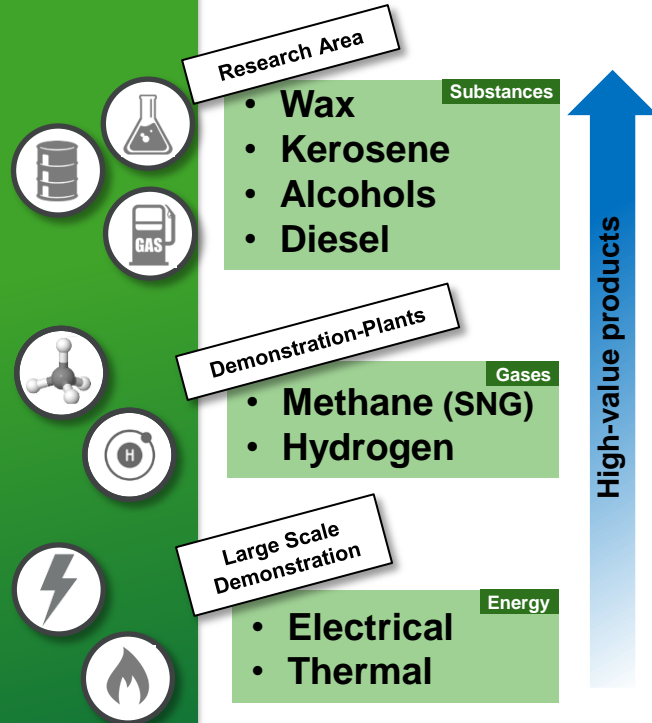 Research Area
Substances
• Wax
• Kerosene
• Alcohols
• Diesel
GAS
Demonstration-Plants
Gases
• Methane (SNG)
• Hydrogen
H
Large Scale
Demonstration
Energy
• Electrical
• Thermal
High-value products